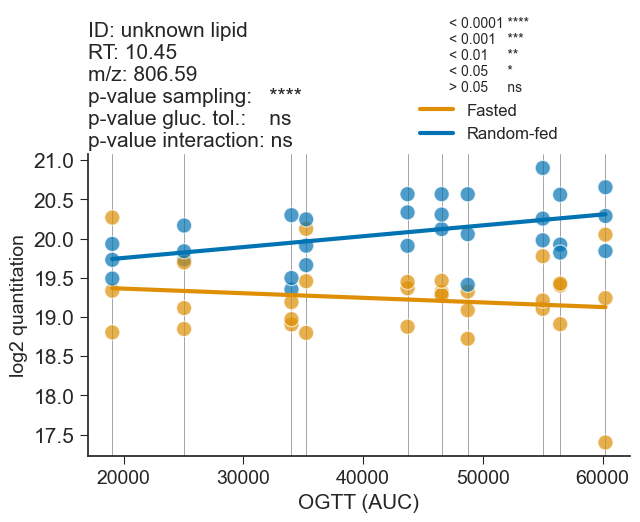 ID: unknown lipid
RT: 10.45
m/z: 806.59
p-value sampling: ****
p-value gluc. tol.: ns
p-value interaction: ns
< 0.0001 ****
< 0.001 ***
< 0.01 **
< 0.05 *
> 0.05 ns
Fasted
Random-fed
21.0
20.5
20.0
19.5
19.0
18.5
18.0
17.5
log2 quantitation
20000 30000 40000 50000 60000
OGTT (AUC)